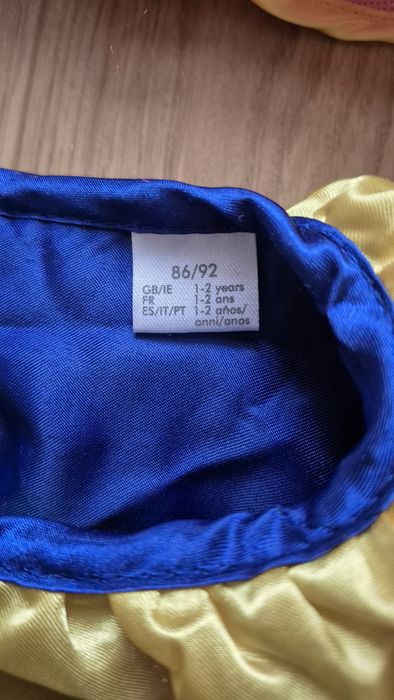 86/92
GB/IE 1-2 years
FR 1-2 ans
ES/IT/PT 1-2 años/
anni/anos